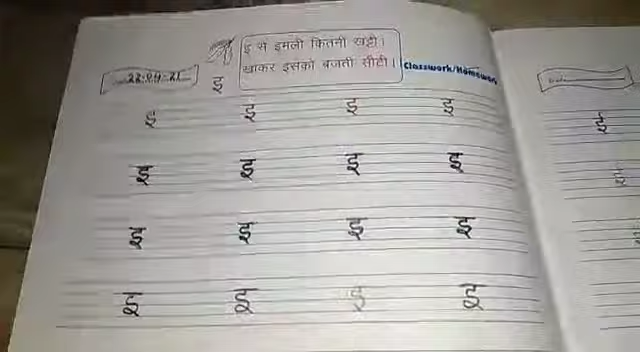 इ से इमली कितनी खट्टी।
खाकर इसको बजती सीटी।
Classwork/Homework
22.04.21
इ
इ इ इ इ
इ इ इ इ
इ इ इ इ
इ इ इ इ
इ